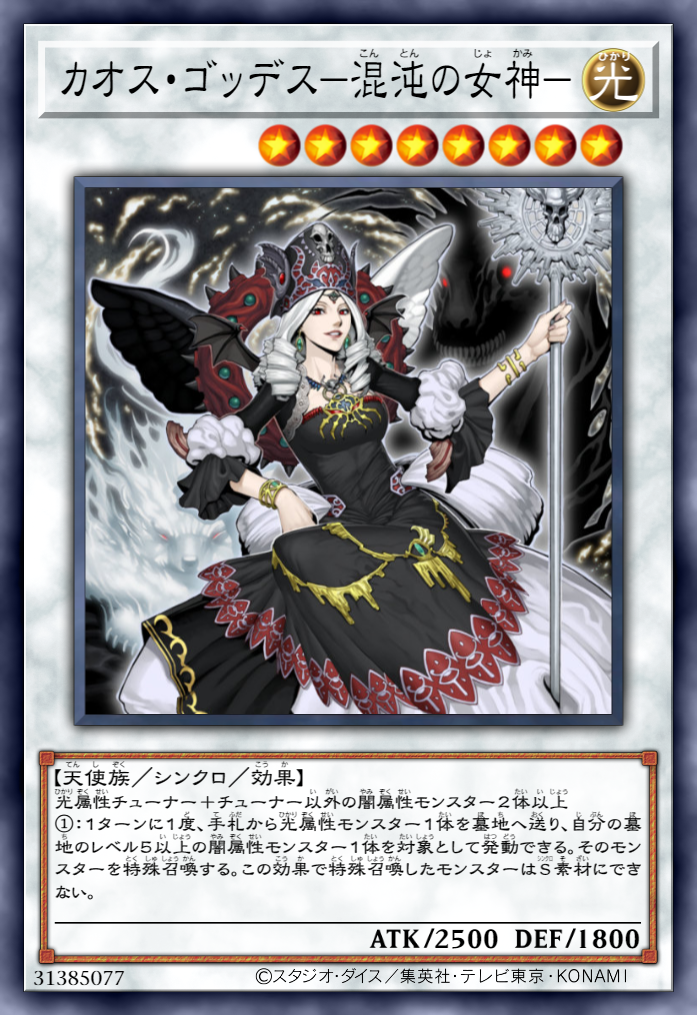 カオス・ゴッデス－混沌の女神－
光
【天使族／シンクロ／効果】
光属性チューナー＋チューナー以外の闇属性モンスター２体以上
①：１ターンに１度、手札から光属性モンスター１体を墓地へ送り、自分の墓
地のレベル５以上の闇属性モンスター１体を対象として発動できる。そのモン
スターを特殊召喚する。この効果で特殊召喚したモンスターはＳ素材にでき
ない。
ATK/2500 DEF/1800
31385077 ©スタジオ・ダイス／集英社・テレビ東京・KONAMI